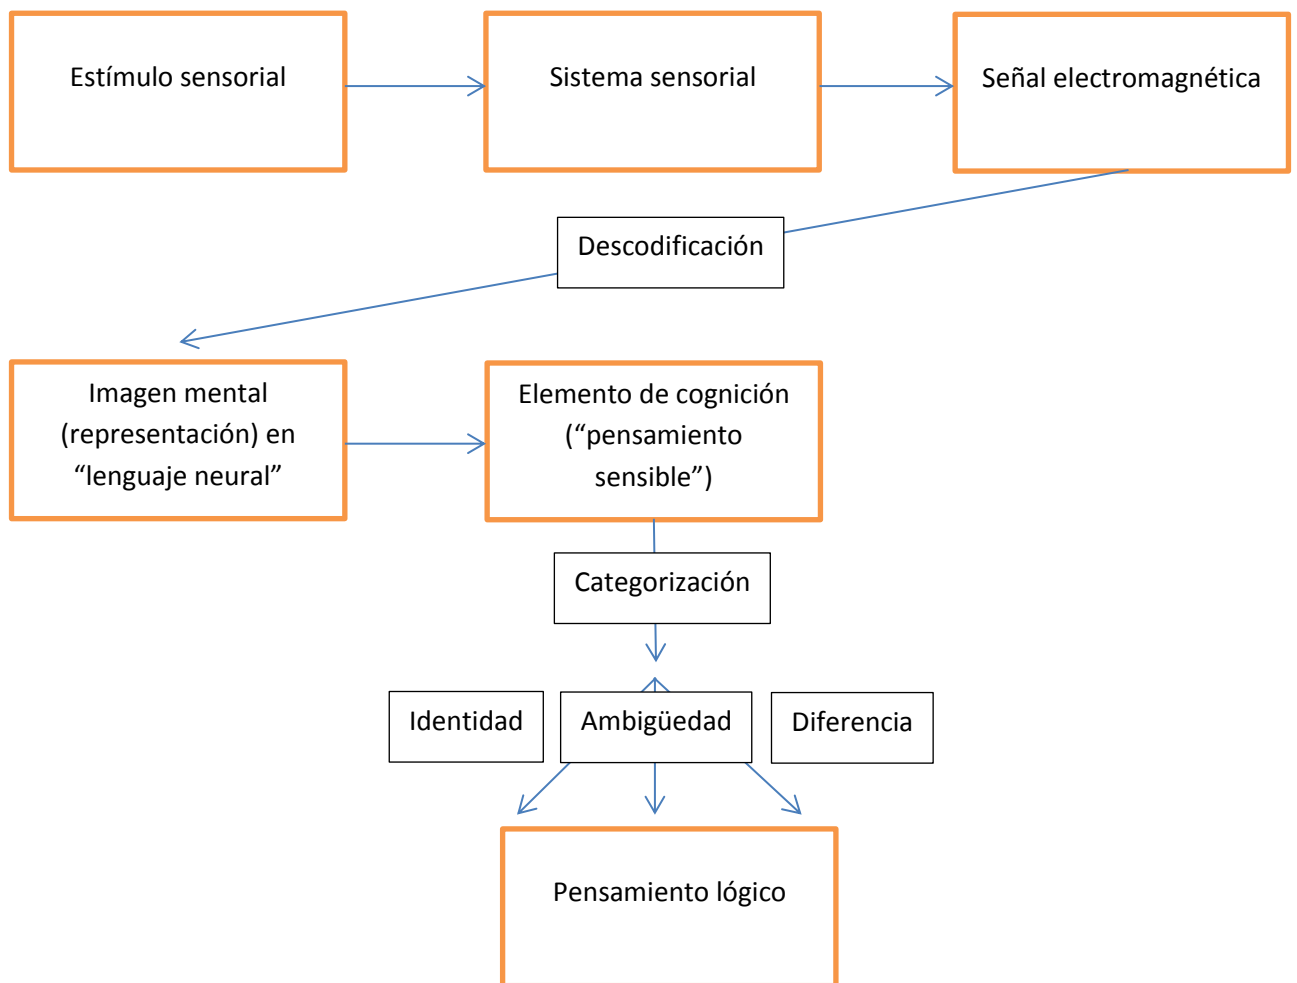 Estímulo sensorial
Sistema sensorial
Señal electromagnética
Descodificación
Imagen mental
(representación) en
“lenguaje neural”
Elemento de cognición
(“pensamiento
sensible”)
Categorización
Identidad
Ambigüedad
Diferencia
Pensamiento lógico